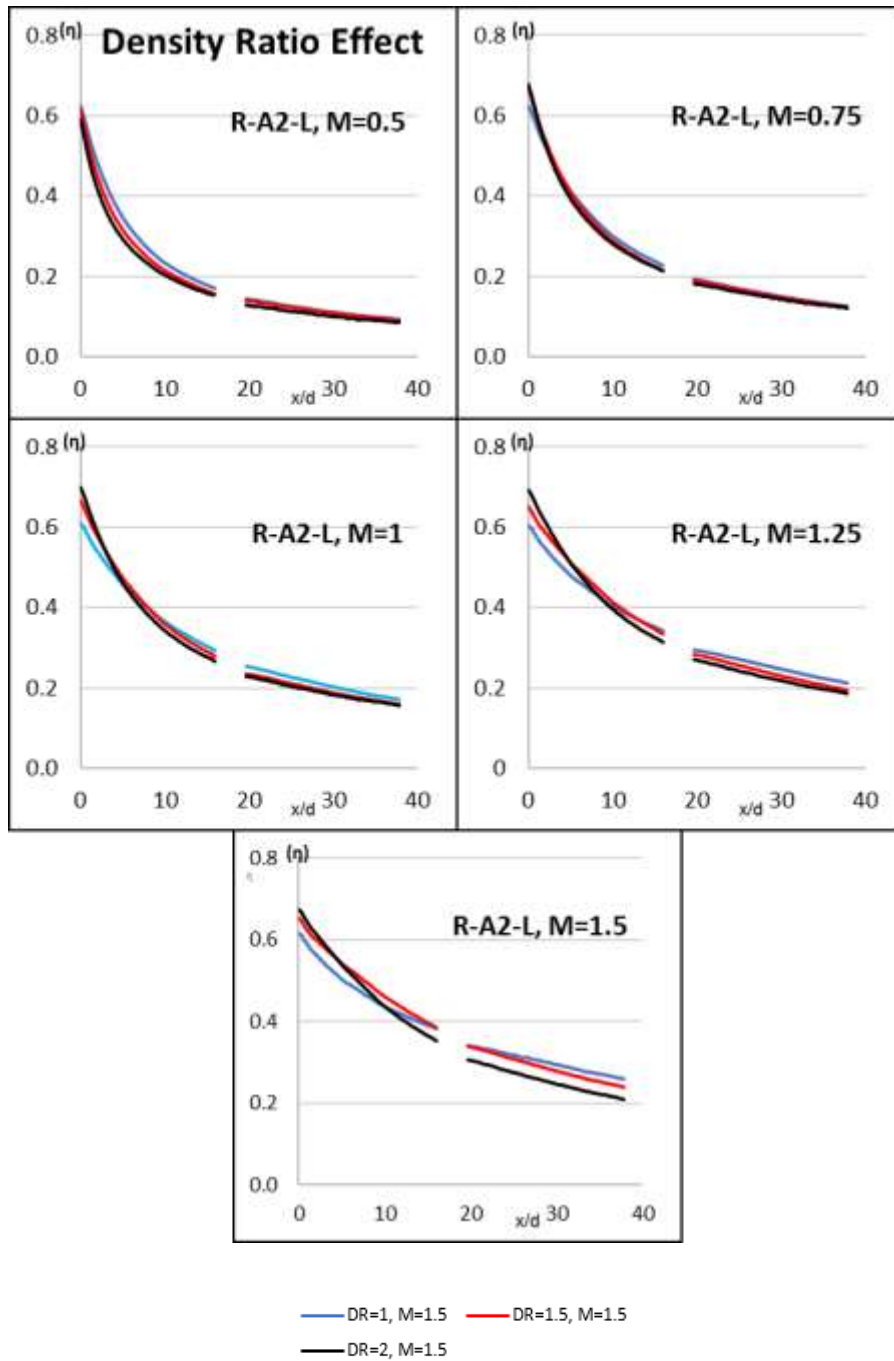 Density Ratio Effect
0.8 (η)
R-A2-L, M=0.5
0.6
0.4
0.2
0.0
0 10 20 30 40
x/d
0.8 (η)
R-A2-L, M=0.75
0.6
0.4
0.2
0.0
0 10 20 30 40
x/d
0.8 (η)
R-A2-L, M=1
0.6
0.4
0.2
0.0
0 10 20 30 40
x/d
0.8 (η)
R-A2-L, M=1.25
0.6
0.4
0.2
0
0 10 20 30 40
x/d
0.8 (η)
η
R-A2-L, M=1.5
0.6
0.4
0.2
0.0
0 10 20 30 40
x/d
DR=1, M=1.5 DR=1.5, M=1.5
DR=2, M=1.5